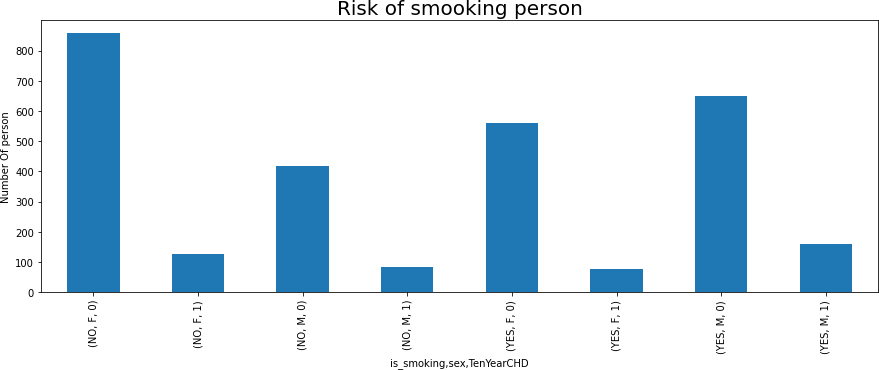 Risk of smooking person
Number Of person
800
700
600
500
400
300
200
100
0
(NO, F, 0)
(NO, F, 1)
(NO, M, 0)
(NO, M, 1)
(YES, F, 0)
(YES, F, 1)
(YES, M, 0)
(YES, M, 1)
is_smoking,sex,TenYearCHD